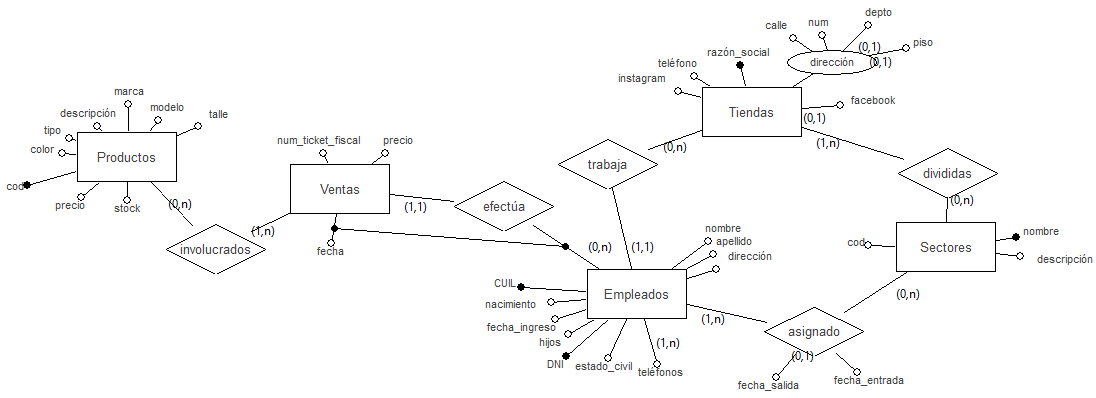 depto
num
calle
(0,1)
piso
razón_social
dirección
(0,1)
teléfono
instagram
marca
facebook
descripción
modelo
talle
Tiendas
(0,1)
tipo
num_ticket_fiscal
precio
(0,n)
(1,n)
color
Productos
trabaja
divididas
cod
Ventas
precio
stock
(0,n)
(1,1)
efectúa
(0,n)
involucrados
(1,n)
fecha
(0,n)
(1,1)
nombre
apellido
dirección
cod
Sectores
nombre
descripción
CUIL
nacimiento
Empleados
(0,n)
fecha_ingreso
(1,n)
hijos
asignado
(1,n)
(0,1)
DNI
estado_civil
teléfonos
fecha_salida
fecha_entrada